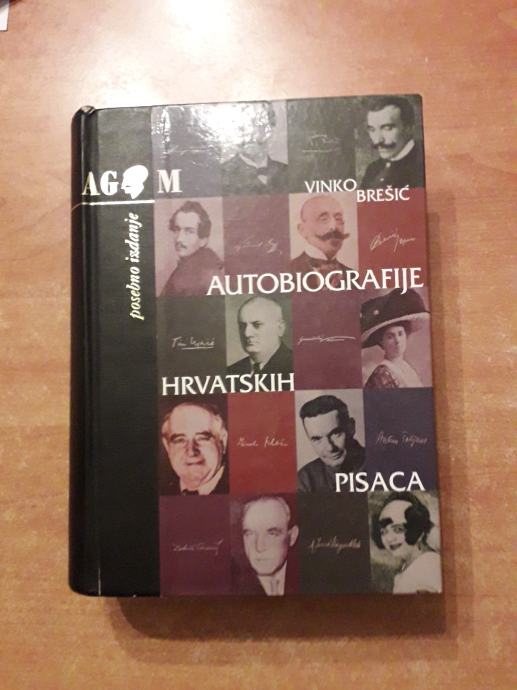 AGM
posebno izdanje
VINKO
BREŠIĆ
AUTOBIOGRAFIJE
HRVATSKIH
PISACA